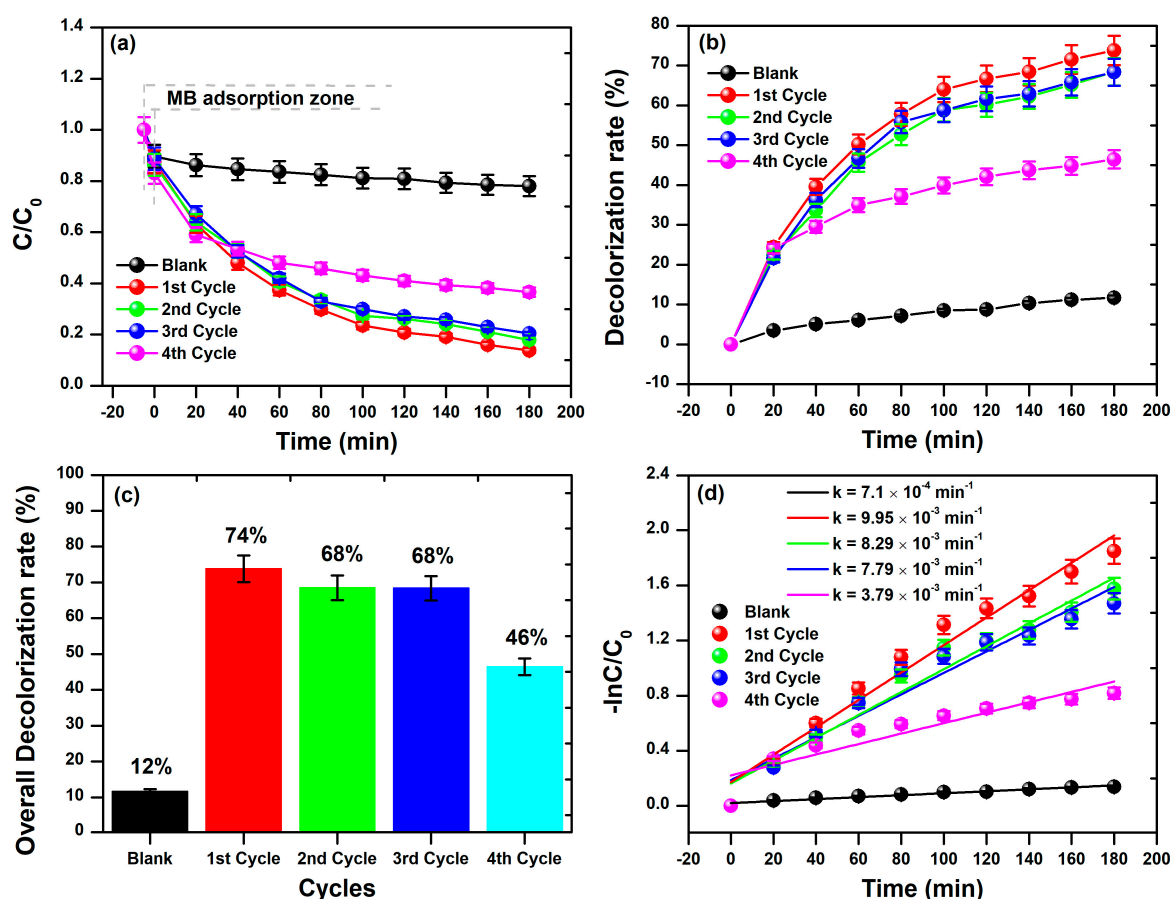 (a)
MB adsorption zone
Blank
1st Cycle
2nd Cycle
3rd Cycle
4th Cycle
C/C0
1.4
1.2
1.0
0.8
0.6
0.4
0.2
0.0
-20 0 20 40 60 80 100 120 140 160 180 200
Time (min)
(b)
Blank
1st Cycle
2nd Cycle
3rd Cycle
4th Cycle
Decolorization rate (%)
80
70
60
50
40
30
20
10
0
-10
-20 0 20 40 60 80 100 120 140 160 180 200
Time (min)
(c)
12%
74%
68%
68%
46%
Overall Decolorization rate (%)
100
90
80
70
60
50
40
30
20
10
0
Blank 1st Cycle 2nd Cycle 3rd Cycle 4th Cycle
Cycles
(d)
k = 7.1 × 10-4 min-1
k = 9.95 × 10-3 min-1
k = 8.29 × 10-3 min-1
k = 7.79 × 10-3 min-1
k = 3.79 × 10-3 min-1
Blank
1st Cycle
2nd Cycle
3rd Cycle
4th Cycle
-lnC/C0
2.4
2.0
1.6
1.2
0.8
0.4
0.0
-20 0 20 40 60 80 100 120 140 160 180 200
Time (min)